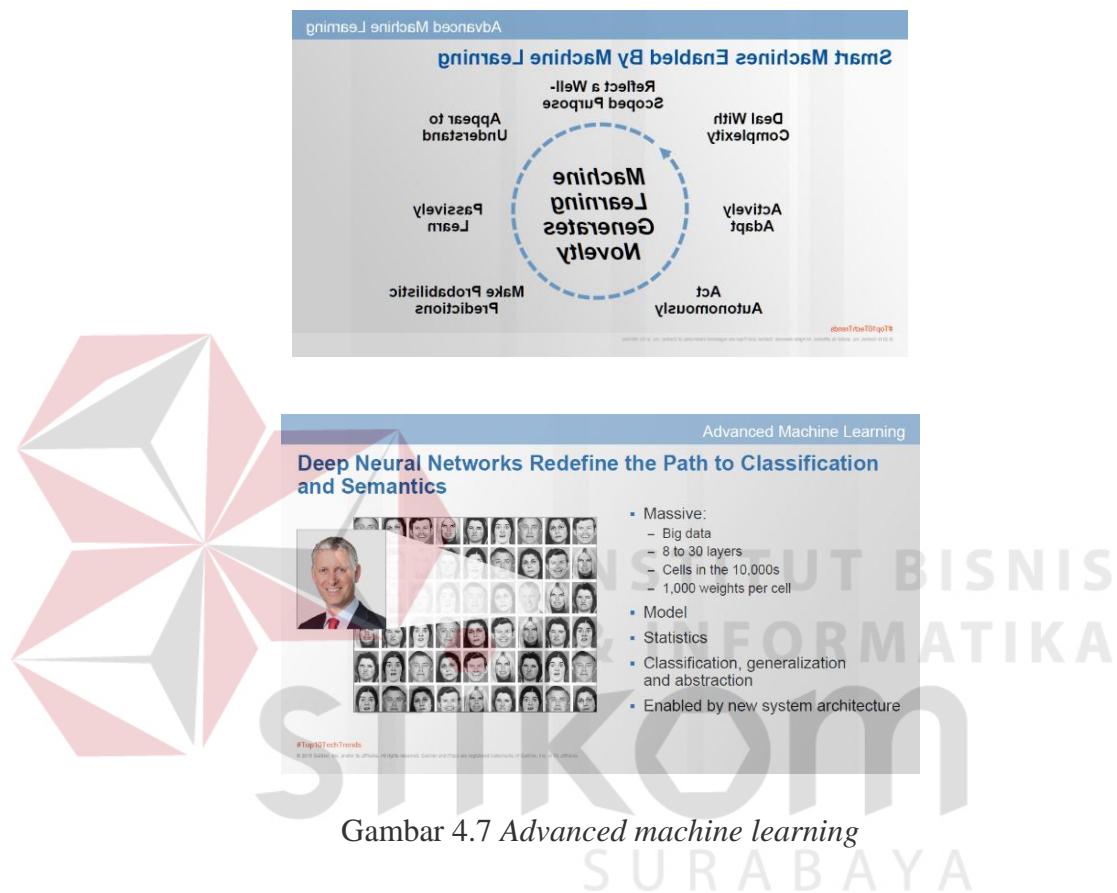 Advanced Machine Learning
Smart Machines Enabled By Machine Learning
Reflect a Well-
Scoped Purpose
Appear to
Understand
Deal With
Complexity
Machine
Learning
Generates
Novelty
Passively
Learn
Actively
Adapt
Make Probabilistic
Predictions
Act
Autonomously
#Top10TechTrends
Advanced Machine Learning
Deep Neural Networks Redefine the Path to Classification
and Semantics
▪ Massive:
– Big data
– 8 to 30 layers
– Cells in the 10,000s
– 1,000 weights per cell
▪ Model
▪ Statistics
▪ Classification, generalization
and abstraction
▪ Enabled by new system architecture
#Top10TechTrends
INSTITUT BISNIS
& INFORMATIKA
stikom
SURABAYA
Gambar 4.7 Advanced machine learning